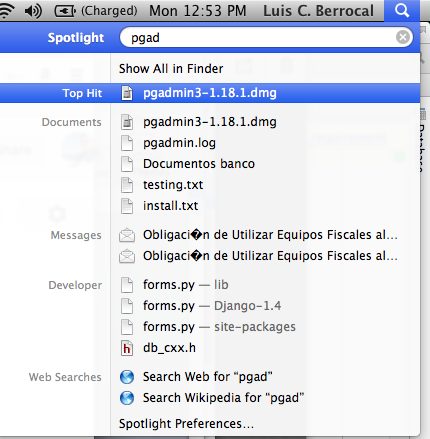 (Charged) Mon 12:53 PM Luis C. Berrocal
Spotlight pgad
Show All in Finder
Top Hit pgadmin3-1.18.1.dmg
Documents pgadmin3-1.18.1.dmg
pgadmin.log
Documentos banco
testing.txt
install.txt
Messages Obligaci�n de Utilizar Equipos Fiscales al...
Obligaci�n de Utilizar Equipos Fiscales al...
Developer forms.py — lib
forms.py — Django-1.4
forms.py — site-packages
db_cxx.h
Web Searches Search Web for “pgad”
Search Wikipedia for “pgad”
Spotlight Preferences...
Database